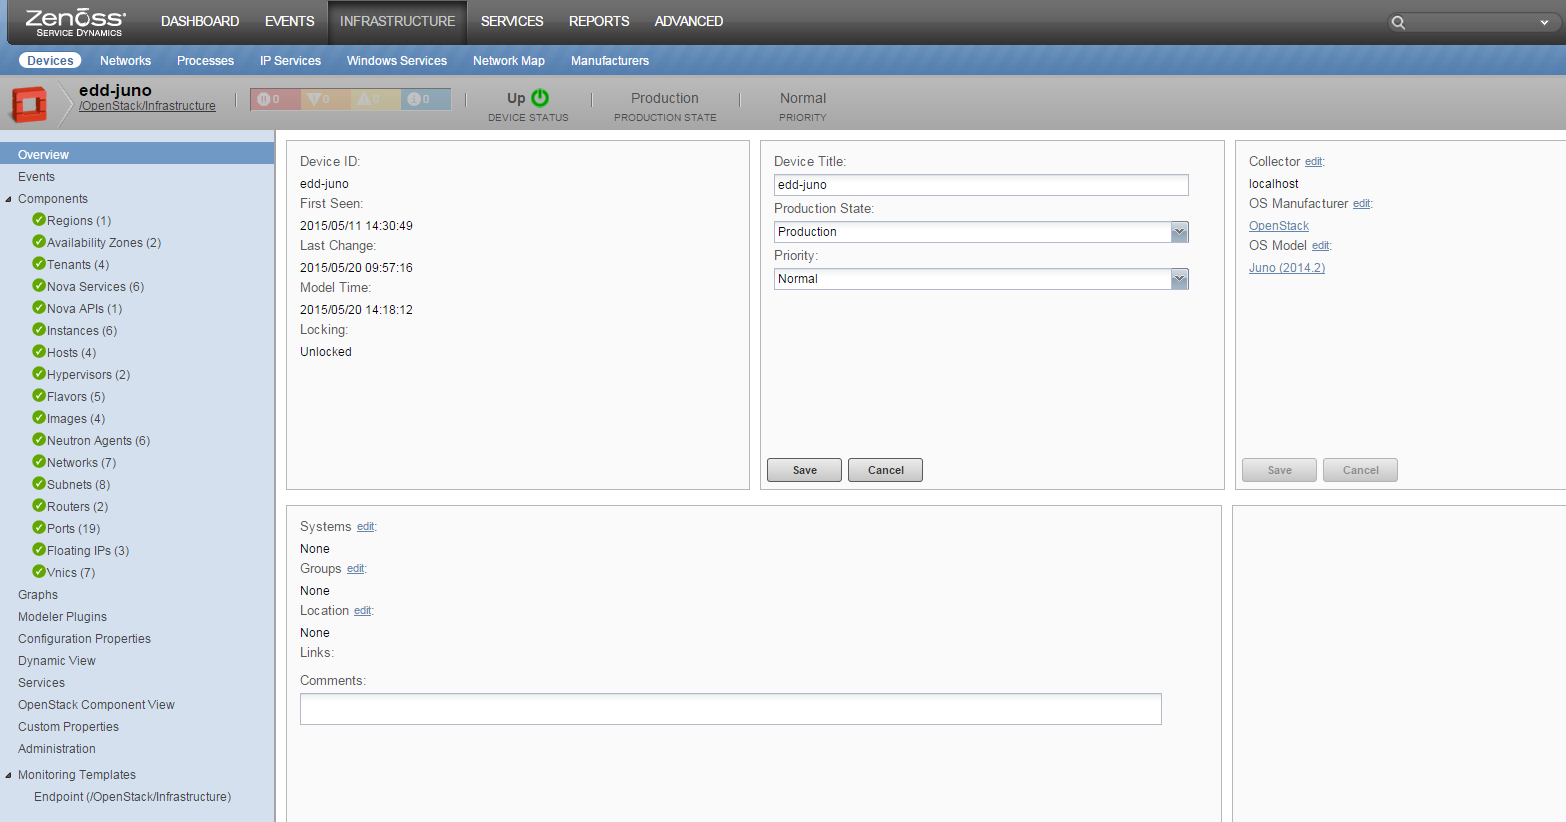 Zenoss
SERVICE DYNAMICS
DASHBOARD EVENTS INFRASTRUCTURE SERVICES REPORTS ADVANCED
Devices Networks Processes IP Services Windows Services Network Map Manufacturers
edd-juno
/OpenStack/Infrastructure
0 0 0 0
Up
DEVICE STATUS
Production
PRODUCTION STATE
Normal
PRIORITY
Overview
Events
Components
Regions (1)
Availability Zones (2)
Tenants (4)
Nova Services (6)
Nova APIs (1)
Instances (6)
Hosts (4)
Hypervisors (2)
Flavors (5)
Images (4)
Neutron Agents (6)
Networks (7)
Subnets (8)
Routers (2)
Ports (19)
Floating IPs (3)
Vnics (7)
Graphs
Modeler Plugins
Configuration Properties
Dynamic View
Services
OpenStack Component View
Custom Properties
Administration
Monitoring Templates
Endpoint (/OpenStack/Infrastructure)
Device ID:
edd-juno
First Seen:
2015/05/11 14:30:49
Last Change:
2015/05/20 09:57:16
Model Time:
2015/05/20 14:18:12
Locking:
Unlocked
Device Title:
edd-juno
Production State:
Production
Priority:
Normal
Save Cancel
Collector edit:
localhost
OS Manufacturer edit:
OpenStack
OS Model edit:
Juno (2014.2)
Save Cancel
Systems edit:
None
Groups edit:
None
Location edit:
None
Links:
Comments: